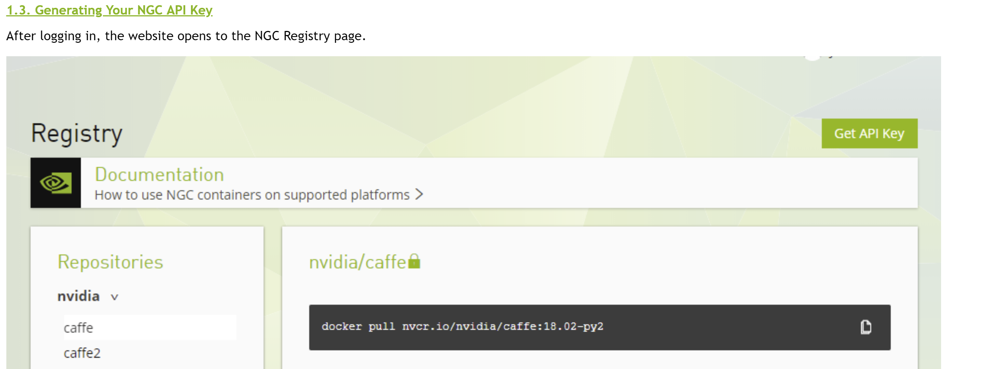 1.3. Generating Your NGC API Key
After logging in, the website opens to the NGC Registry page.
Registry
Get API Key
Documentation
How to use NGC containers on supported platforms >
Repositories
nvidia/caffe
nvidia v
docker pull nvcr.io/nvidia/caffe:18.02-py2
caffe
caffe2